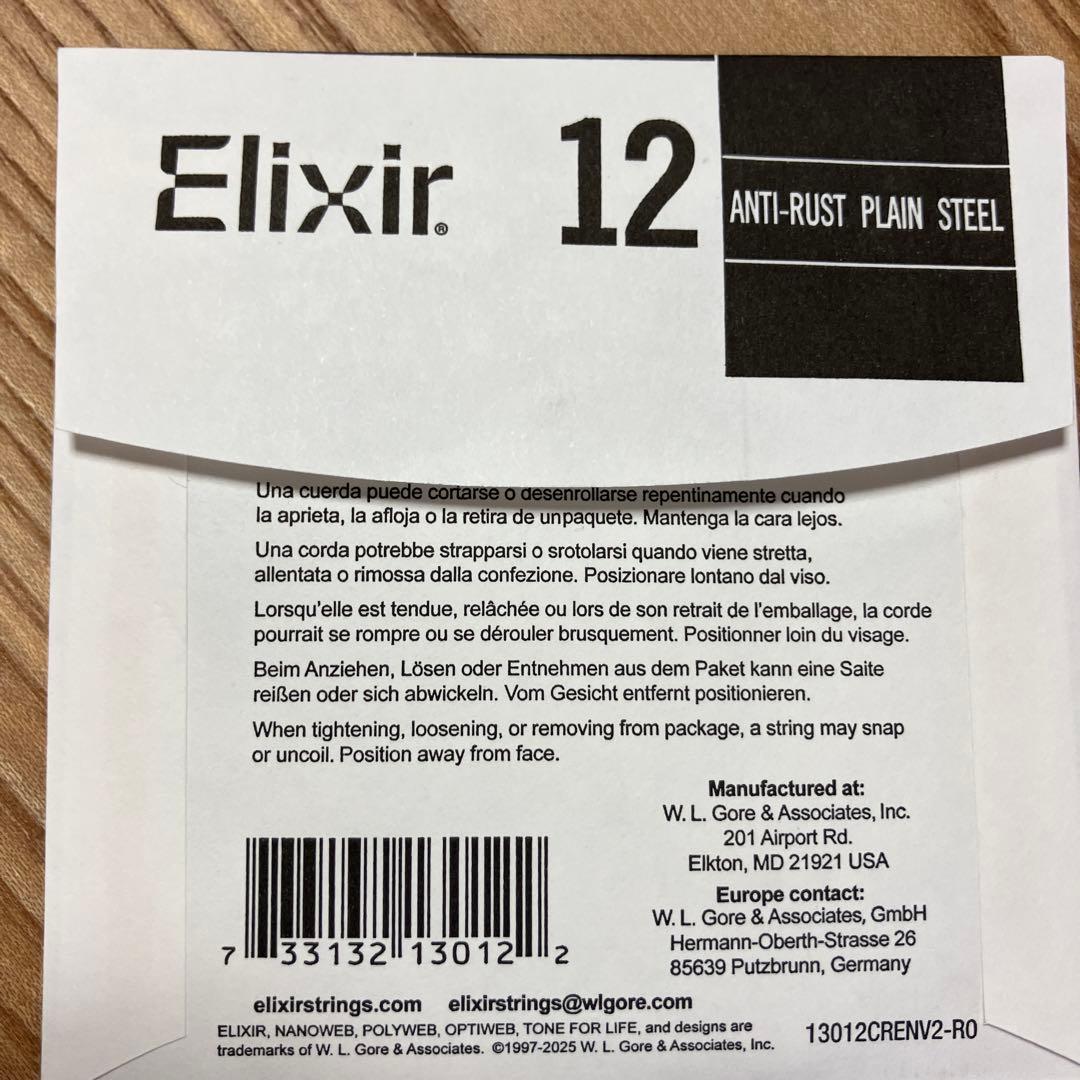 Elixir® 12
ANTI-RUST PLAIN STEEL
Una cuerda puede cortarse o desenrollarse repentinamente cuando
la aprieta, la afloja o la retira de unpaquete. Mantenga la cara lejos.
Una corda potrebbe strapparsi o srotolarsi quando viene stretta,
allentata o rimossa dalla confezione. Posizionare lontano dal viso.
Lorsqu'elle est tendue, relâchée ou lors de son retrait de l'emballage, la corde
pourrait se rompre ou se dérouler brusquement. Positionner loin du visage.
Beim Anziehen, Lösen oder Entnehmen aus dem Paket kann eine Saite
reißen oder sich abwickeln. Vom Gesicht entfernt positionieren.
When tightening, loosening, or removing from package, a string may snap
or uncoil. Position away from face.
Manufactured at:
W. L. Gore & Associates, Inc.
201 Airport Rd.
Elkton, MD 21921 USA
Europe contact:
W. L. Gore & Associates, GmbH
Hermann-Oberth-Strasse 26
85639 Putzbrunn, Germany
7 33132 13012 2
elixirstrings.com elixirstrings@wlgore.com
ELIXIR, NANOWEB, POLYWEB, OPTIWEB, TONE FOR LIFE, and designs are
trademarks of W. L. Gore & Associates. ©1997-2025 W. L. Gore & Associates, Inc.
13012CRENV2-R0